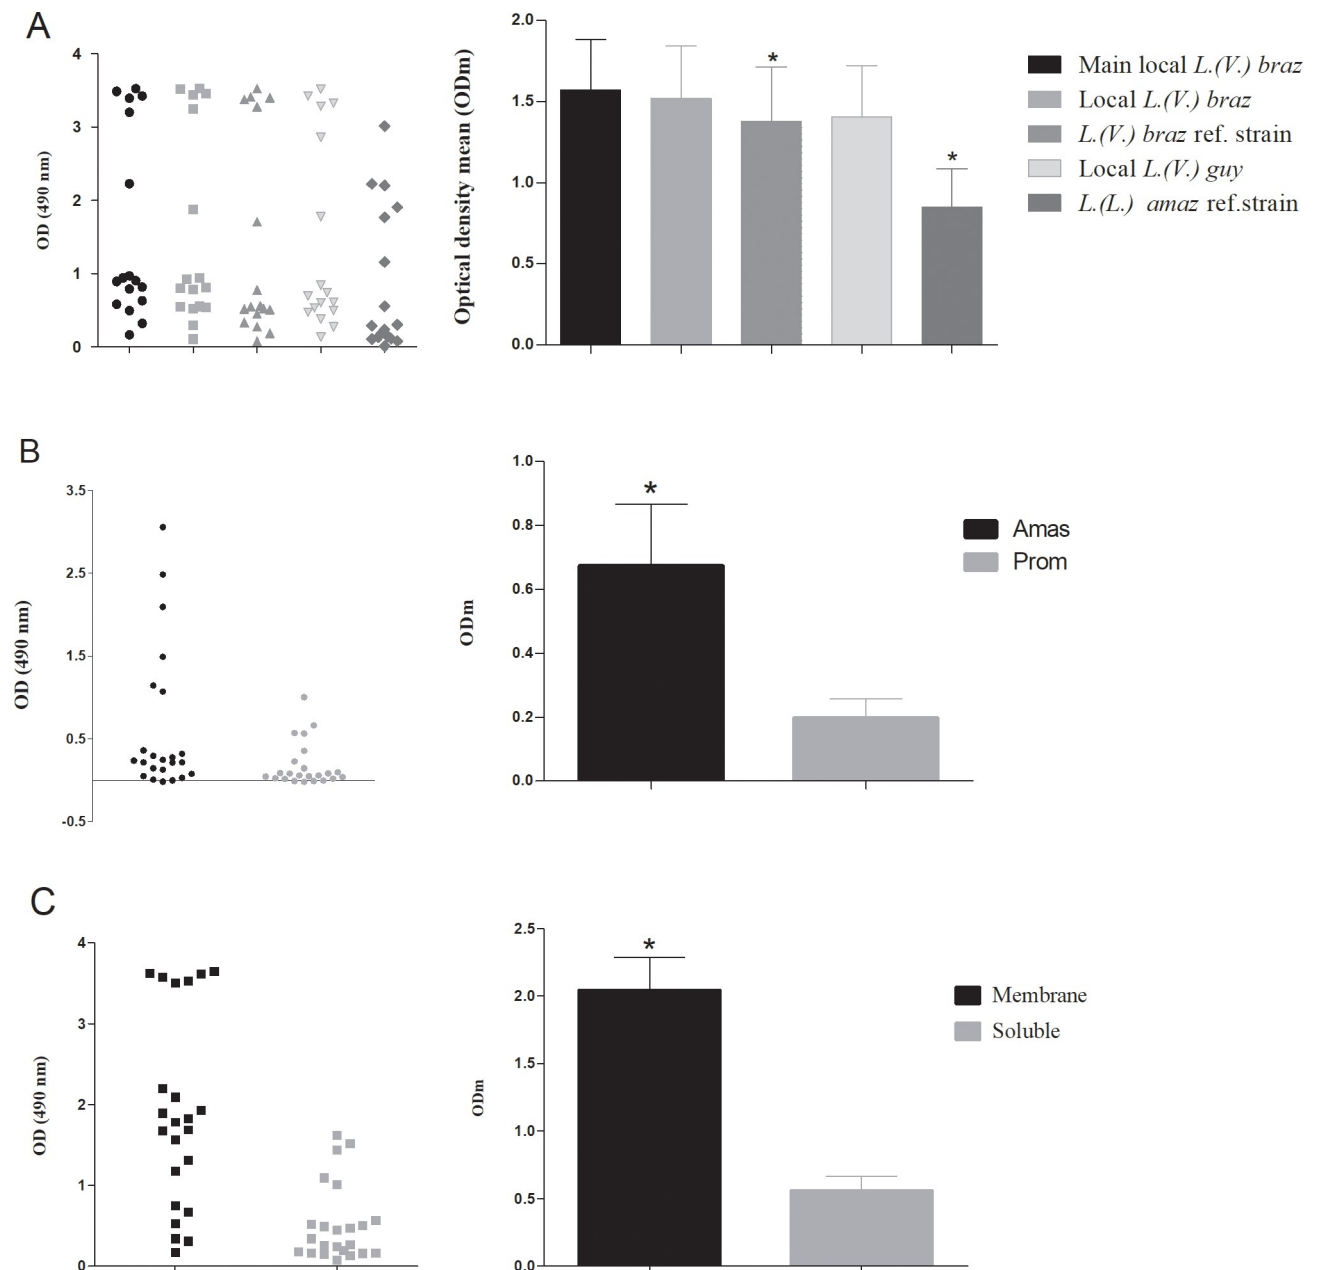 A
OD (490 nm)
4
3
2
1
0
Optical density mean (ODm)
2.0
1.5
1.0
0.5
0.0
*
*
Main local L.(V.) braz
Local L.(V.) braz
L.(V.) braz ref. strain
Local L.(V.) guy
L.(L.) amaz ref.strain
B
OD (490 nm)
3.5
2.5
1.5
0.5
-0.5
ODm
1.0
0.8
0.6
0.4
0.2
0.0
*
Amas
Prom
C
OD (490 nm)
4
3
2
1
0
ODm
2.5
2.0
1.5
1.0
0.5
0.0
*
Membrane
Soluble